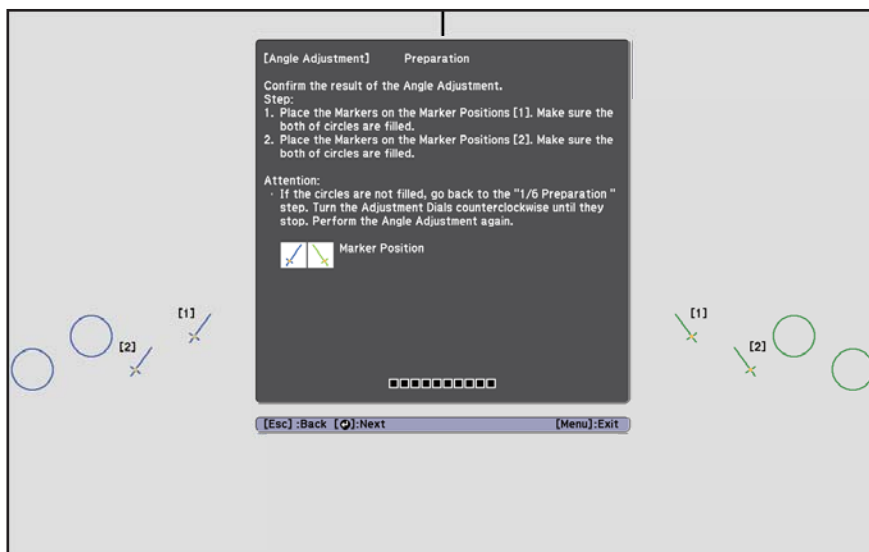 [Angle Adjustment] Preparation
Confirm the result of the Angle Adjustment.
Step:
1. Place the Markers on the Marker Positions [1]. Make sure the
both of circles are filled.
2. Place the Markers on the Marker Positions [2]. Make sure the
both of circles are filled.
Attention:
· If the circles are not filled, go back to the "1/6 Preparation "
step. Turn the Adjustment Dials counterclockwise until they
stop. Perform the Angle Adjustment again.
Marker Position
[1]
[2]
[1]
[2]
[Esc] :Back [⏎]:Next [Menu]:Exit